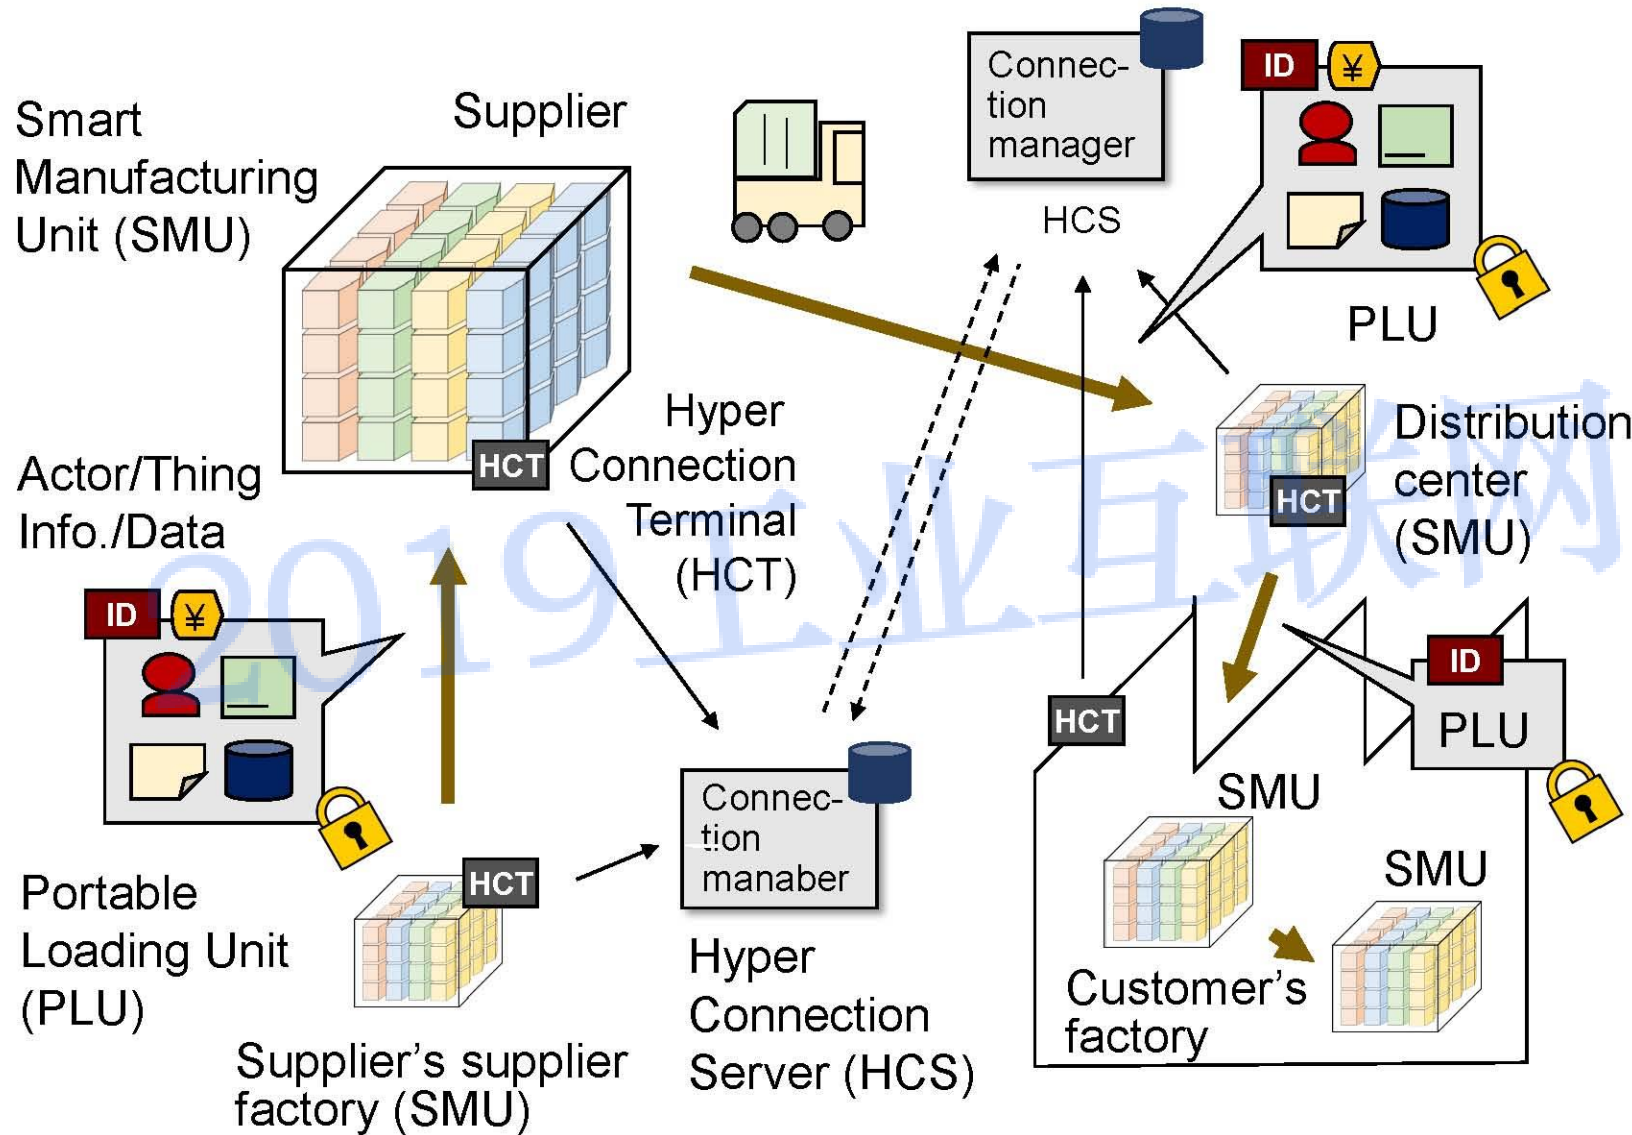 Smart
Manufacturing
Unit (SMU)
Supplier
HCT
Hyper
Connection
Terminal
(HCT)
Connec-
tion
manager
HCS
ID
¥
PLU
Distribution
center
(SMU)
HCT
Actor/Thing
Info./Data
ID
¥
Portable
Loading Unit
(PLU)
HCT
Supplier's supplier
factory (SMU)
Connec-
tion
manaber
Hyper
Connection
Server (HCS)
HCT
ID
PLU
SMU
SMU
Customer's
factory
2019工业互联网